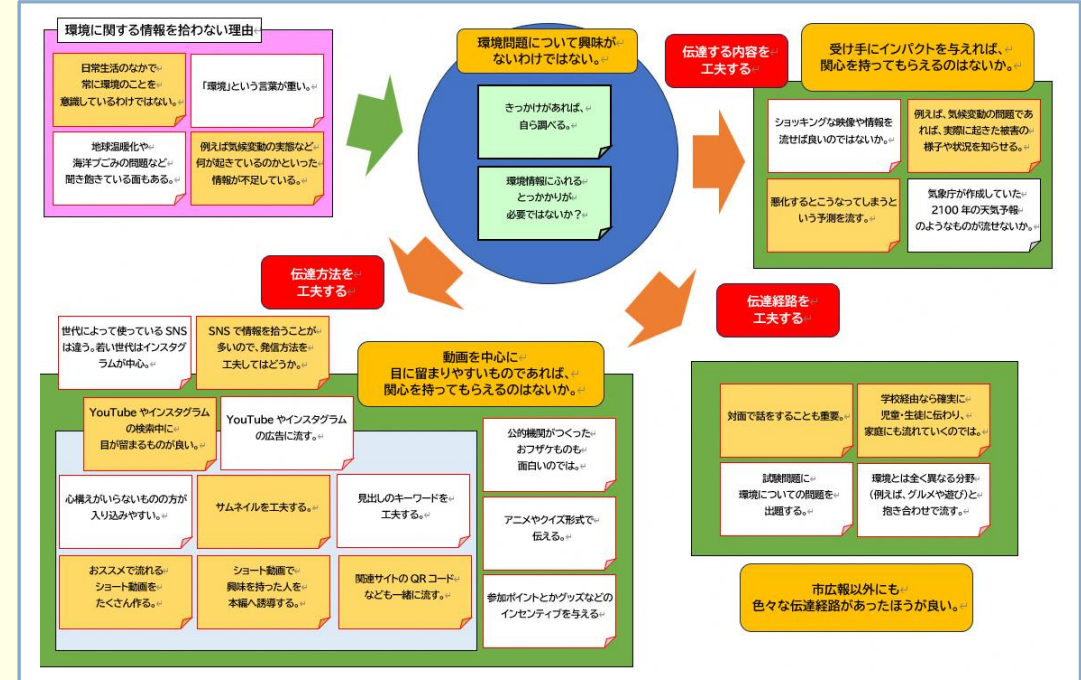 環境に関する情報を拾わない理由
日常生活のなかで
常に環境のことを
意識しているわけではない。
「環境」という言葉が重い。
地球温暖化や
海洋プごみの問題など
聞き飽きている面もある。
例えば気候変動の実態など
何が起きているのかといった
情報が不足している。
環境問題について興味が
ないわけではない。
きっかけがあれば、
自ら調べる。
環境情報にふれる
とっかかりが
必要ではないか？
伝達する内容を
工夫する
受け手にインパクトを与えれば、
関心を持ってもらえるのはないか。
ショッキングな映像や情報を
流せば良いのではないか。
例えば、気候変動の問題であ
れば、実際に起きた被害の
様子や状況を知らせる。
悪化するとこうなってしまうと
いう予測を流す。
気象庁が作成していた
2100 年の天気予報
のようなものが流せないか。
伝達方法を
工夫する
世代によって使っている SNS
は違う。若い世代はインスタグ
ラムが中心。
SNS で情報を拾うことが
多いので、発信方法を
工夫してはどうか。
動画を中心に
目に留まりやすいものであれば、
関心を持ってもらえるのはないか。
YouTube やインスタグラム
の検索中に
目が留まるものが良い。
YouTube やインスタグラム
の広告に流す。
公的機関がつくった
おフザケものも
面白いのでは。
心構えがいらないものの方が
入り込みやすい。
サムネイルを工夫する。
見出しのキーワードを
工夫する。
アニメやクイズ形式で
伝える。
おススメで流れる
ショート動画を
たくさん作る。
ショート動画で
興味を持った人を
本編へ誘導する。
関連サイトの QR コード
なども一緒に流す。
参加ポイントとかグッズなどの
インセンティブを与える
伝達経路を
工夫する
対面で話をすることも重要。
学校経由なら確実に
児童・生徒に伝わり、
家庭にも流れていくのでは。
試験問題に
環境についての問題を
出題する。
環境とは全く異なる分野
（例えば、グルメや遊び）と
抱き合わせで流す。
市広報以外にも
色々な伝達経路があったほうが良い。